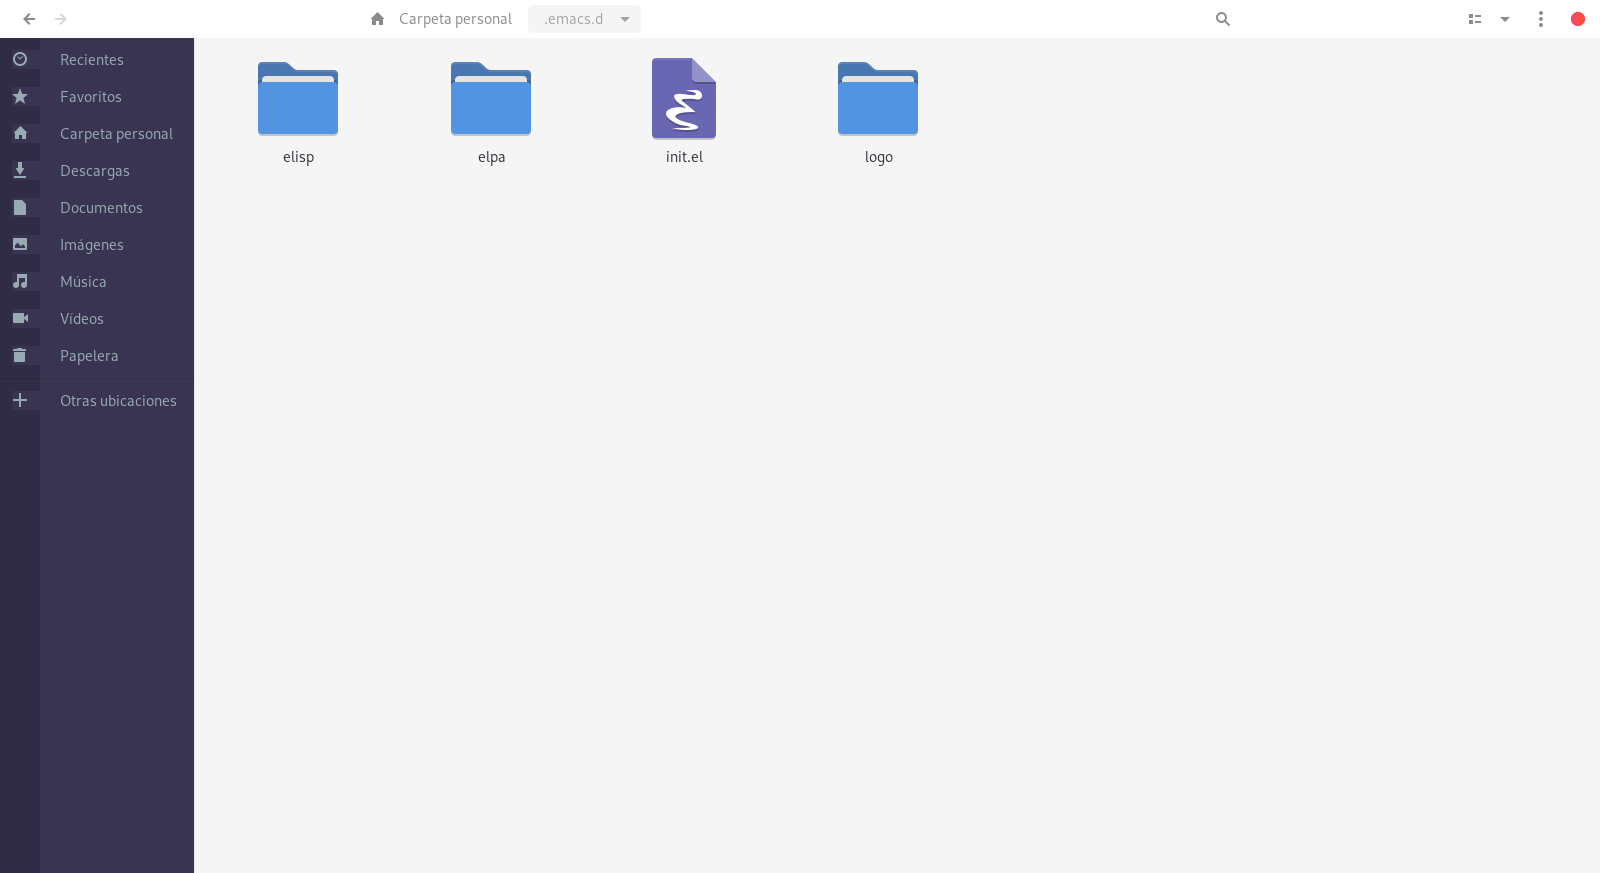 Carpeta personal .emacs.d
Recientes
Favoritos
Carpeta personal
Descargas
Documentos
Imágenes
Música
Vídeos
Papelera
Otras ubicaciones
elisp elpa init.el logo